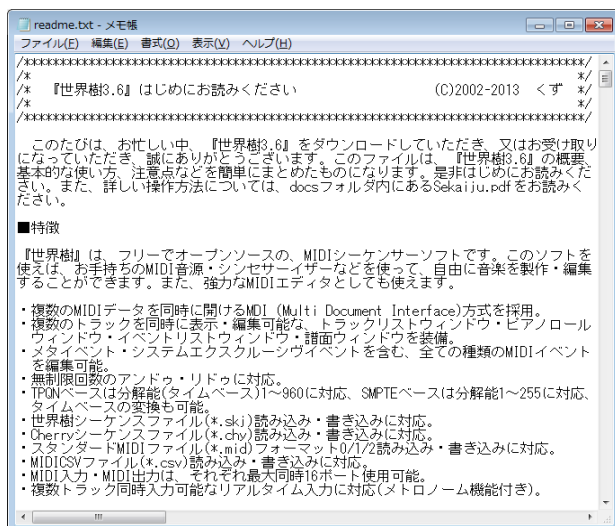 readme.txt - メモ帳
ファイル(F) 編集(E) 書式(O) 表示(V) ヘルプ(H)
/******************************************************************************/
/* */
/* 『世界樹3.6』はじめにお読みください (C)2002-2013 くず */
/* */
/******************************************************************************/
このたびは、お忙しい中、『世界樹3.6』をダウンロードしていただき、又はお受け取り
になっていただき、誠にありがとうございます。このファイルは、『世界樹3.6』の概要、
基本的な使い方、注意点などを簡単にまとめたものになります。是非はじめにお読みくだ
さい。また、詳しい操作方法については、docsフォルダ内にあるSekaiju.pdfをお読みく
ださい。
■特徴
『世界樹』は、フリーでオープンソースの、MIDIシーケンサーソフトです。このソフトを
使えば、お手持ちのMIDI音源・シンセサーイザーなどを使って、自由に音楽を製作・編集
することができます。また、強力なMIDIエディタとしても使えます。
・複数のMIDIデータを同時に開けるMDI (Multi Document Interface)方式を採用。
・複数のトラックを同時に表示・編集可能な、トラックリストウィンドウ・ピアノロール
ウィンドウ・イベントリストウィンドウ・譜面ウィンドウを装備。
・メタイベント・システムエクスクルーシヴイベントを含む、全ての種類のMIDIイベント
を編集可能。
・無制限回数のアンドゥ・リドゥに対応。
・TPQNベースは分解能(タイムベース)1～960に対応、SMPTEベースは分解能1～255に対応、
タイムベースの変換も可能。
・世界樹シーケンスファイル(*.skj)読み込み・書き込みに対応。
・Cherryシーケンスファイル(*.chy)読み込み・書き込みに対応。
・スタンダードMIDIファイル(*.mid)フォーマット0/1/2読み込み・書き込みに対応。
・MIDICSVファイル(*.csv)読み込み・書き込みに対応。
・MIDI入力・MIDI出力は、それぞれ最大同時16ポート使用可能。
・複数トラック同時入力可能なリアルタイム入力に対応(メトロノーム機能付き)。